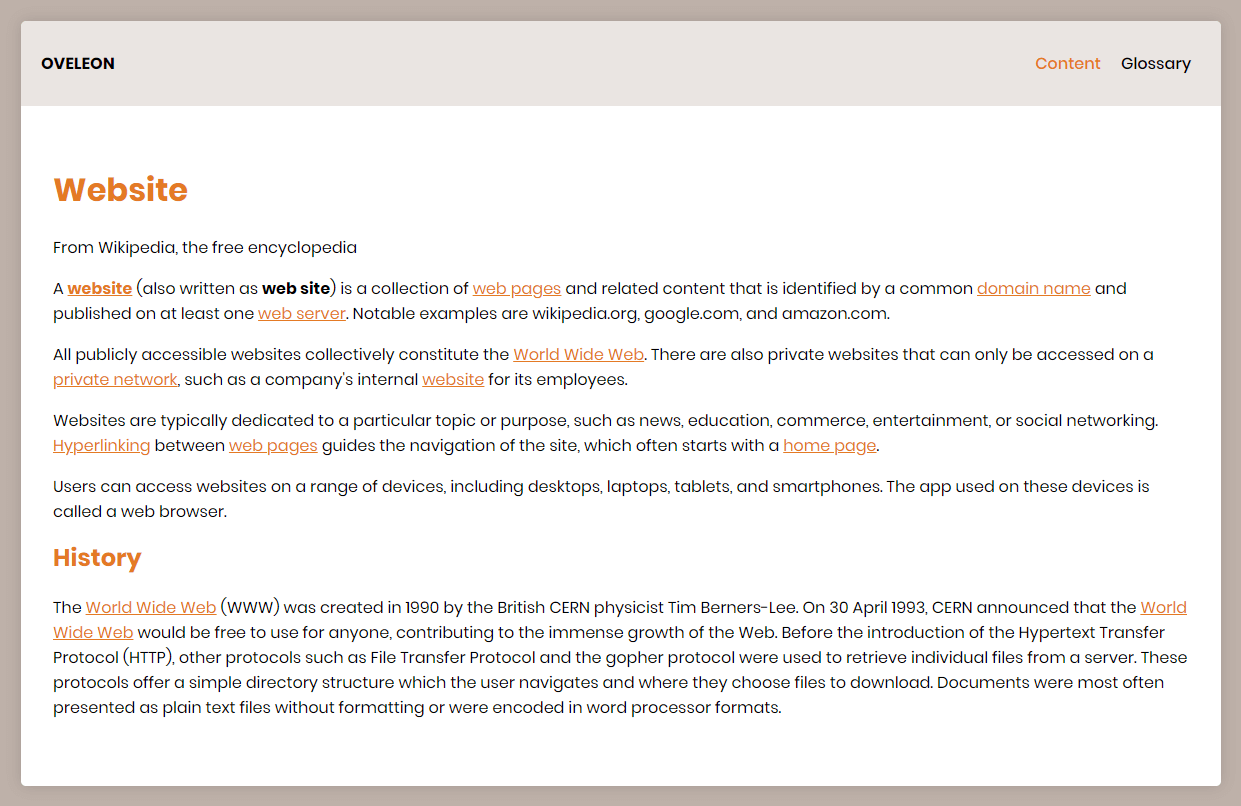 OVELEON
Content Glossary
Website
From Wikipedia, the free encyclopedia
A website (also written as web site) is a collection of web pages and related content that is identified by a common domain name and
published on at least one web server. Notable examples are wikipedia.org, google.com, and amazon.com.
All publicly accessible websites collectively constitute the World Wide Web. There are also private websites that can only be accessed on a
private network, such as a company's internal website for its employees.
Websites are typically dedicated to a particular topic or purpose, such as news, education, commerce, entertainment, or social networking.
Hyperlinking between web pages guides the navigation of the site, which often starts with a home page.
Users can access websites on a range of devices, including desktops, laptops, tablets, and smartphones. The app used on these devices is
called a web browser.
History
The World Wide Web (WWW) was created in 1990 by the British CERN physicist Tim Berners-Lee. On 30 April 1993, CERN announced that the World
Wide Web would be free to use for anyone, contributing to the immense growth of the Web. Before the introduction of the Hypertext Transfer
Protocol (HTTP), other protocols such as File Transfer Protocol and the gopher protocol were used to retrieve individual files from a server. These
protocols offer a simple directory structure which the user navigates and where they choose files to download. Documents were most often
presented as plain text files without formatting or were encoded in word processor formats.